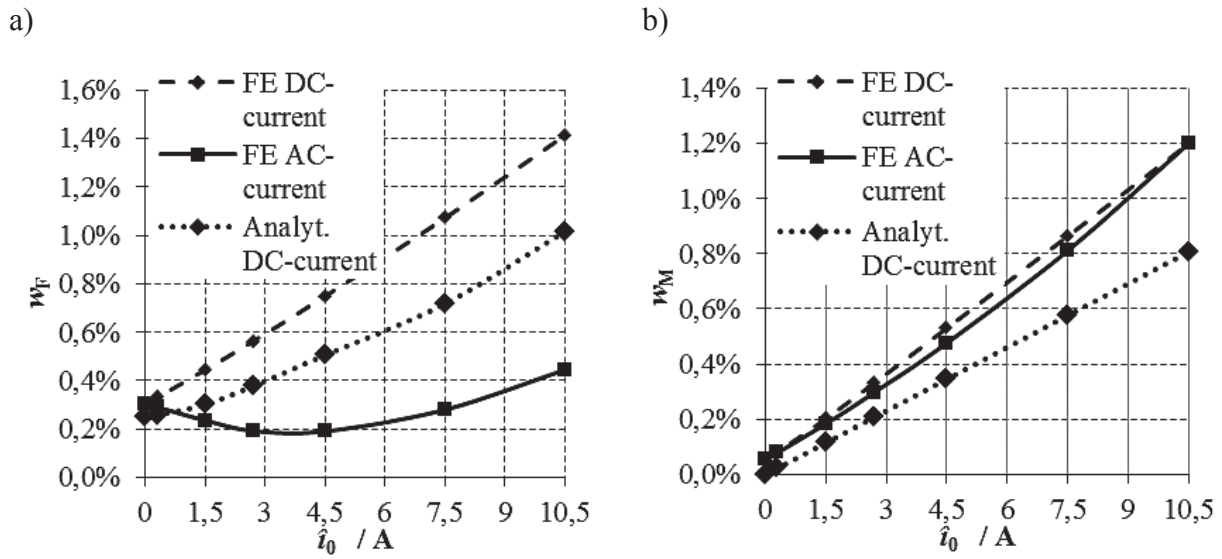 a)
1,6%
1,4%
1,2%
1,0%
0,8%
0,6%
0,4%
0,2%
0,0%
wF
FE DC-
current
FE AC-
current
Analyt.
DC-current
0 1,5 3 4,5 6 7,5 9 10,5
î0 / A
b)
1,4%
1,2%
1,0%
0,8%
0,6%
0,4%
0,2%
0,0%
wM
FE DC-
current
FE AC-
current
Analyt.
DC-current
0 1,5 3 4,5 6 7,5 9 10,5
î0 / A